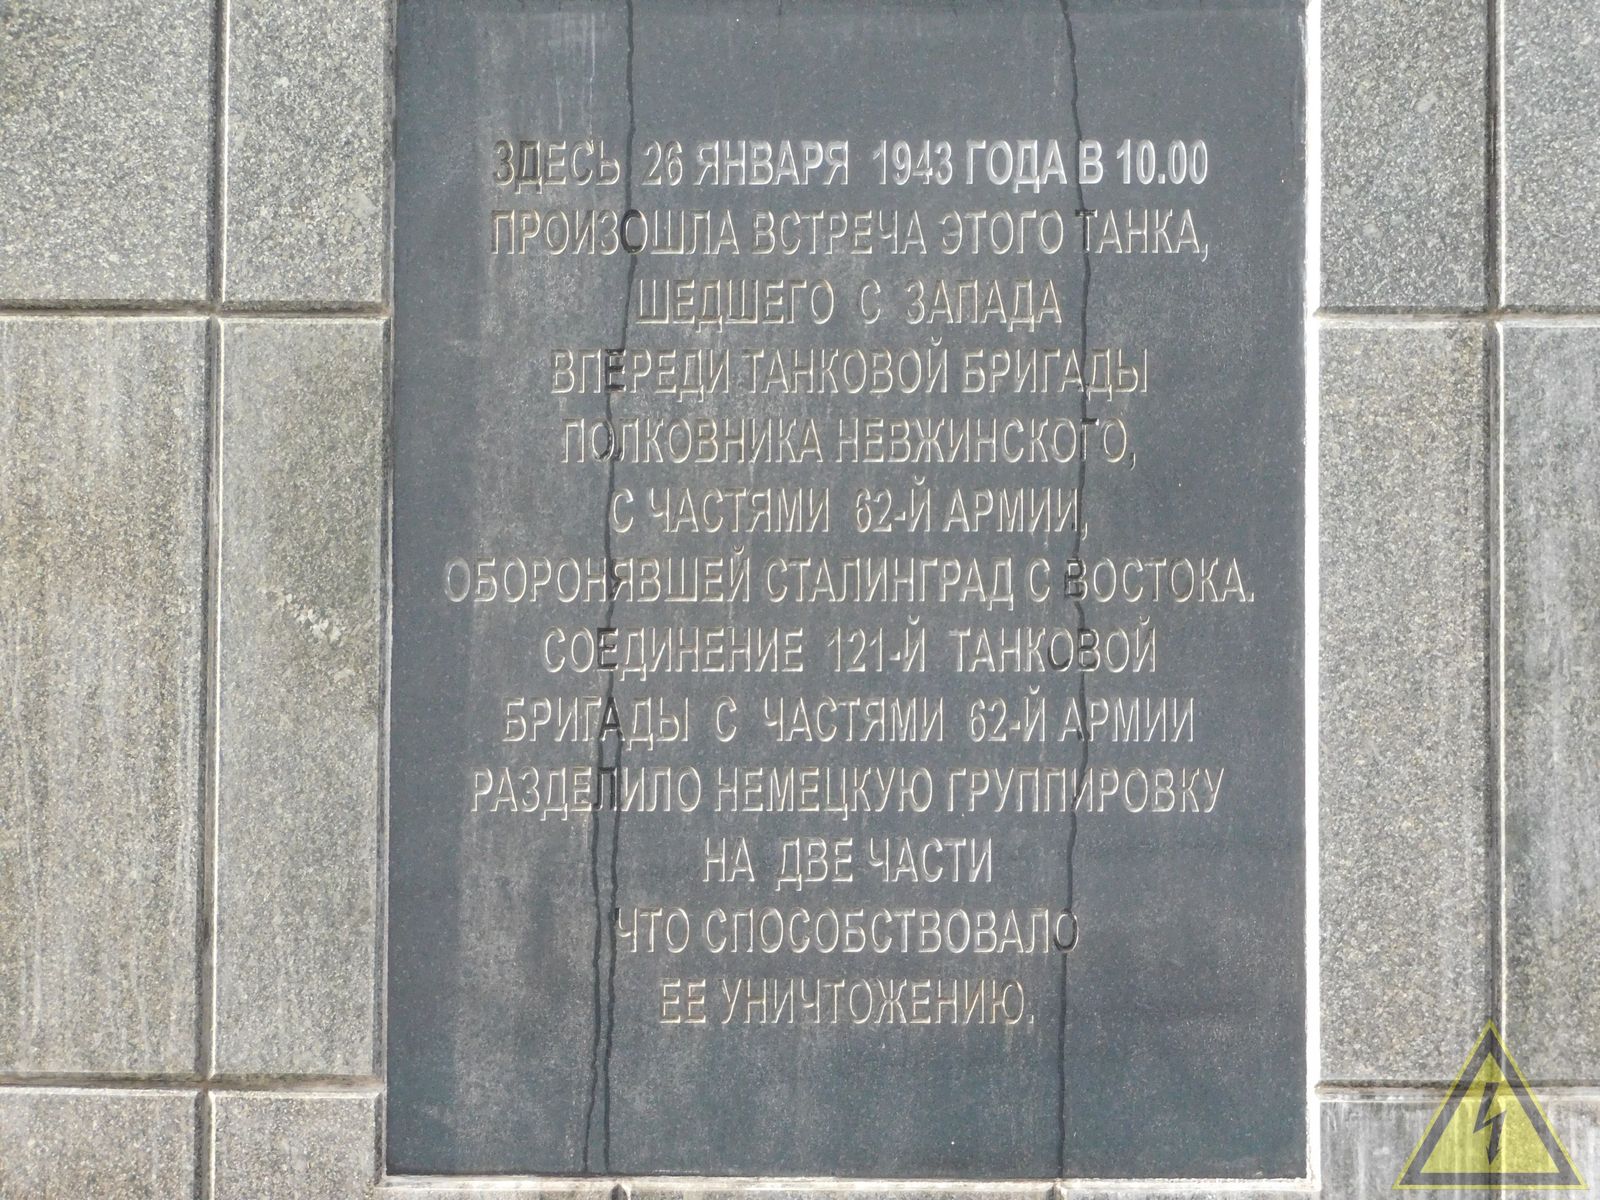 ЗДЕСЬ 26 ЯНВАРЯ 1943 ГОДА В 10.00
ПРОИЗОШЛА ВСТРЕЧА ЭТОГО ТАНКА,
ШЕДШЕГО С ЗАПАДА
ВПЕРЕДИ ТАНКОВОЙ БРИГАДЫ
ПОЛКОВНИКА НЕВЖИНСКОГО,
С ЧАСТЯМИ 62-Й АРМИИ,
ОБОРОНЯВШЕЙ СТАЛИНГРАД С ВОСТОКА.
СОЕДИНЕНИЕ 121-Й ТАНКОВОЙ
БРИГАДЫ С ЧАСТЯМИ 62-Й АРМИИ
РАЗДЕЛИЛО НЕМЕЦКУЮ ГРУППИРОВКУ
НА ДВЕ ЧАСТИ
ЧТО СПОСОБСТВОВАЛО
ЕЕ УНИЧТОЖЕНИЮ.